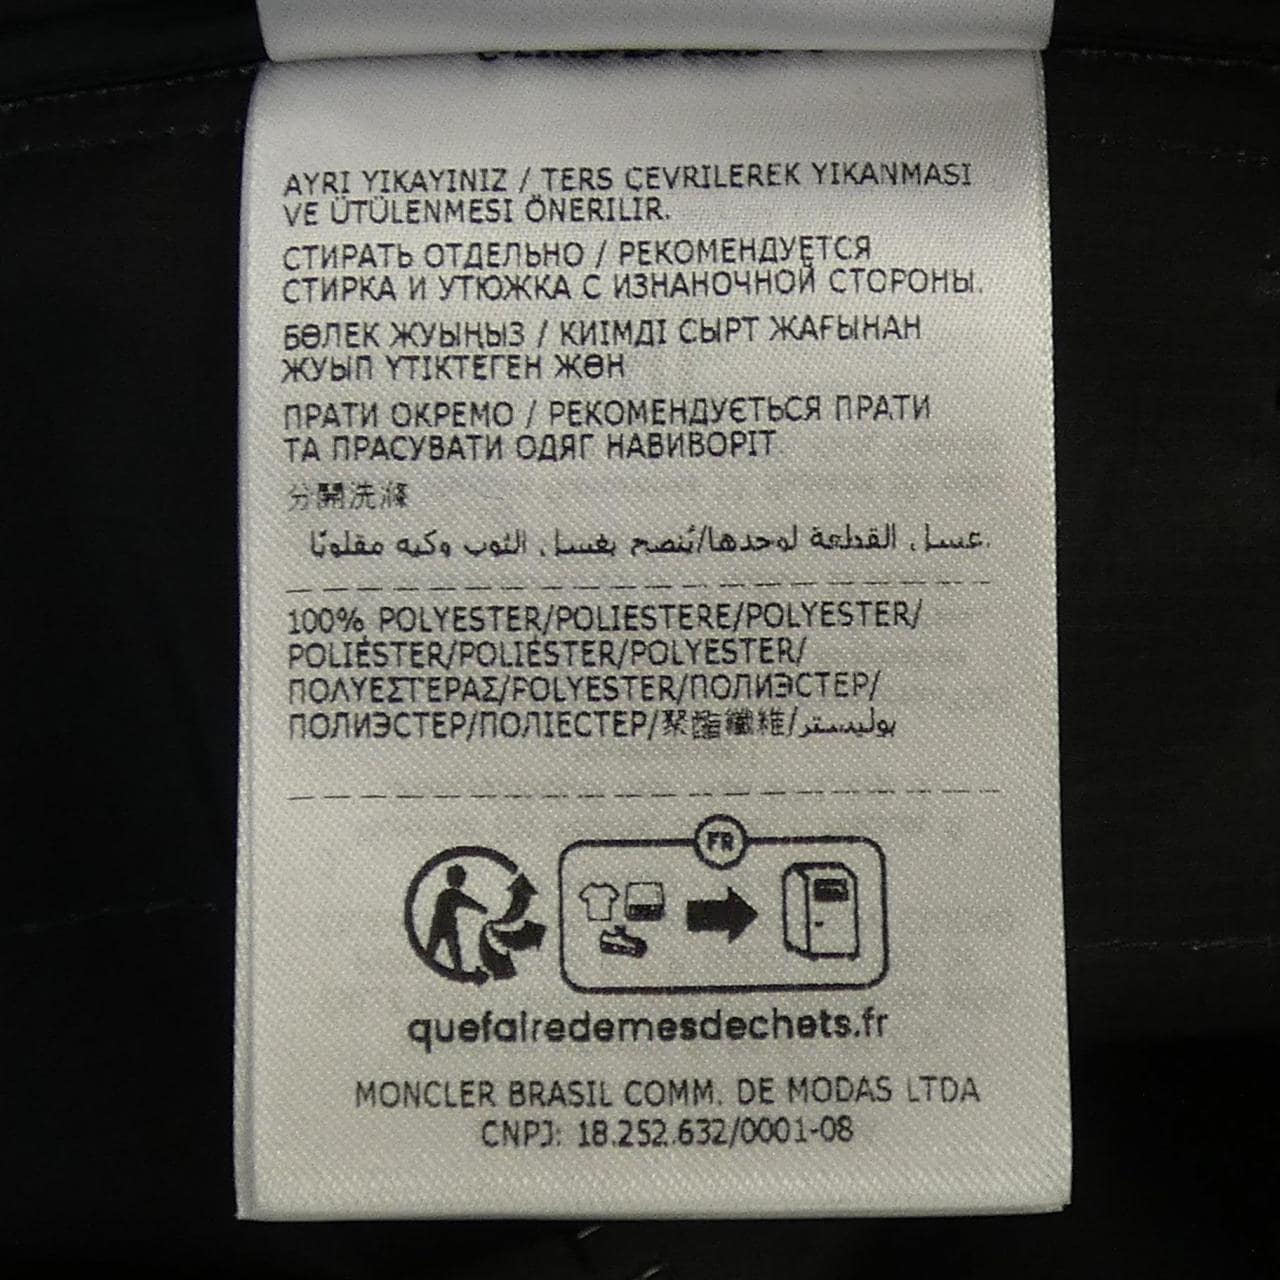 AYRI YIKAYINIZ / TERS ÇEVRILEREK YIKANMASI
VE ÜTÜLENMESI ÖNERILIR.
СТИРАТЬ ОТДЕЛЬНО / РЕКОМЕНДУЕТСЯ
СТИРКА И УТЮЖКА С ИЗНАНОЧНОЙ СТОРОНЫ.
БӨЛЕК ЖУЫҢЫЗ / КИІМДІ СЫРТ ЖАҒЫНАН
ЖУЫП ҮТІКТЕГЕН ЖӨН
ПРАТИ ОКРЕМО / РЕКОМЕНДУЄТЬСЯ ПРАТИ
ТА ПРАСУВАТИ ОДЯГ НАВИВОРІТ.
分開洗滌
غسل القطعة لوحدها/يُنصح بغسل الثوب وكيه مقلوبًا.
100% POLYESTER/POLIESTERE/POLYESTER/
POLIÉSTER/POLIÉSTER/POLYESTER/
ΠΟΛΥΕΣΤΕΡΑΣ/POLYESTER/ПОЛИЭСТЕР/
ПОЛИЭСТЕР/ПОЛІЕСТЕР/聚酯纖維/بوليستر
FR
quefairedemesdechets.fr
MONCLER BRASIL COMM. DE MODAS LTDA
CNPJ: 18.252.632/0001-08